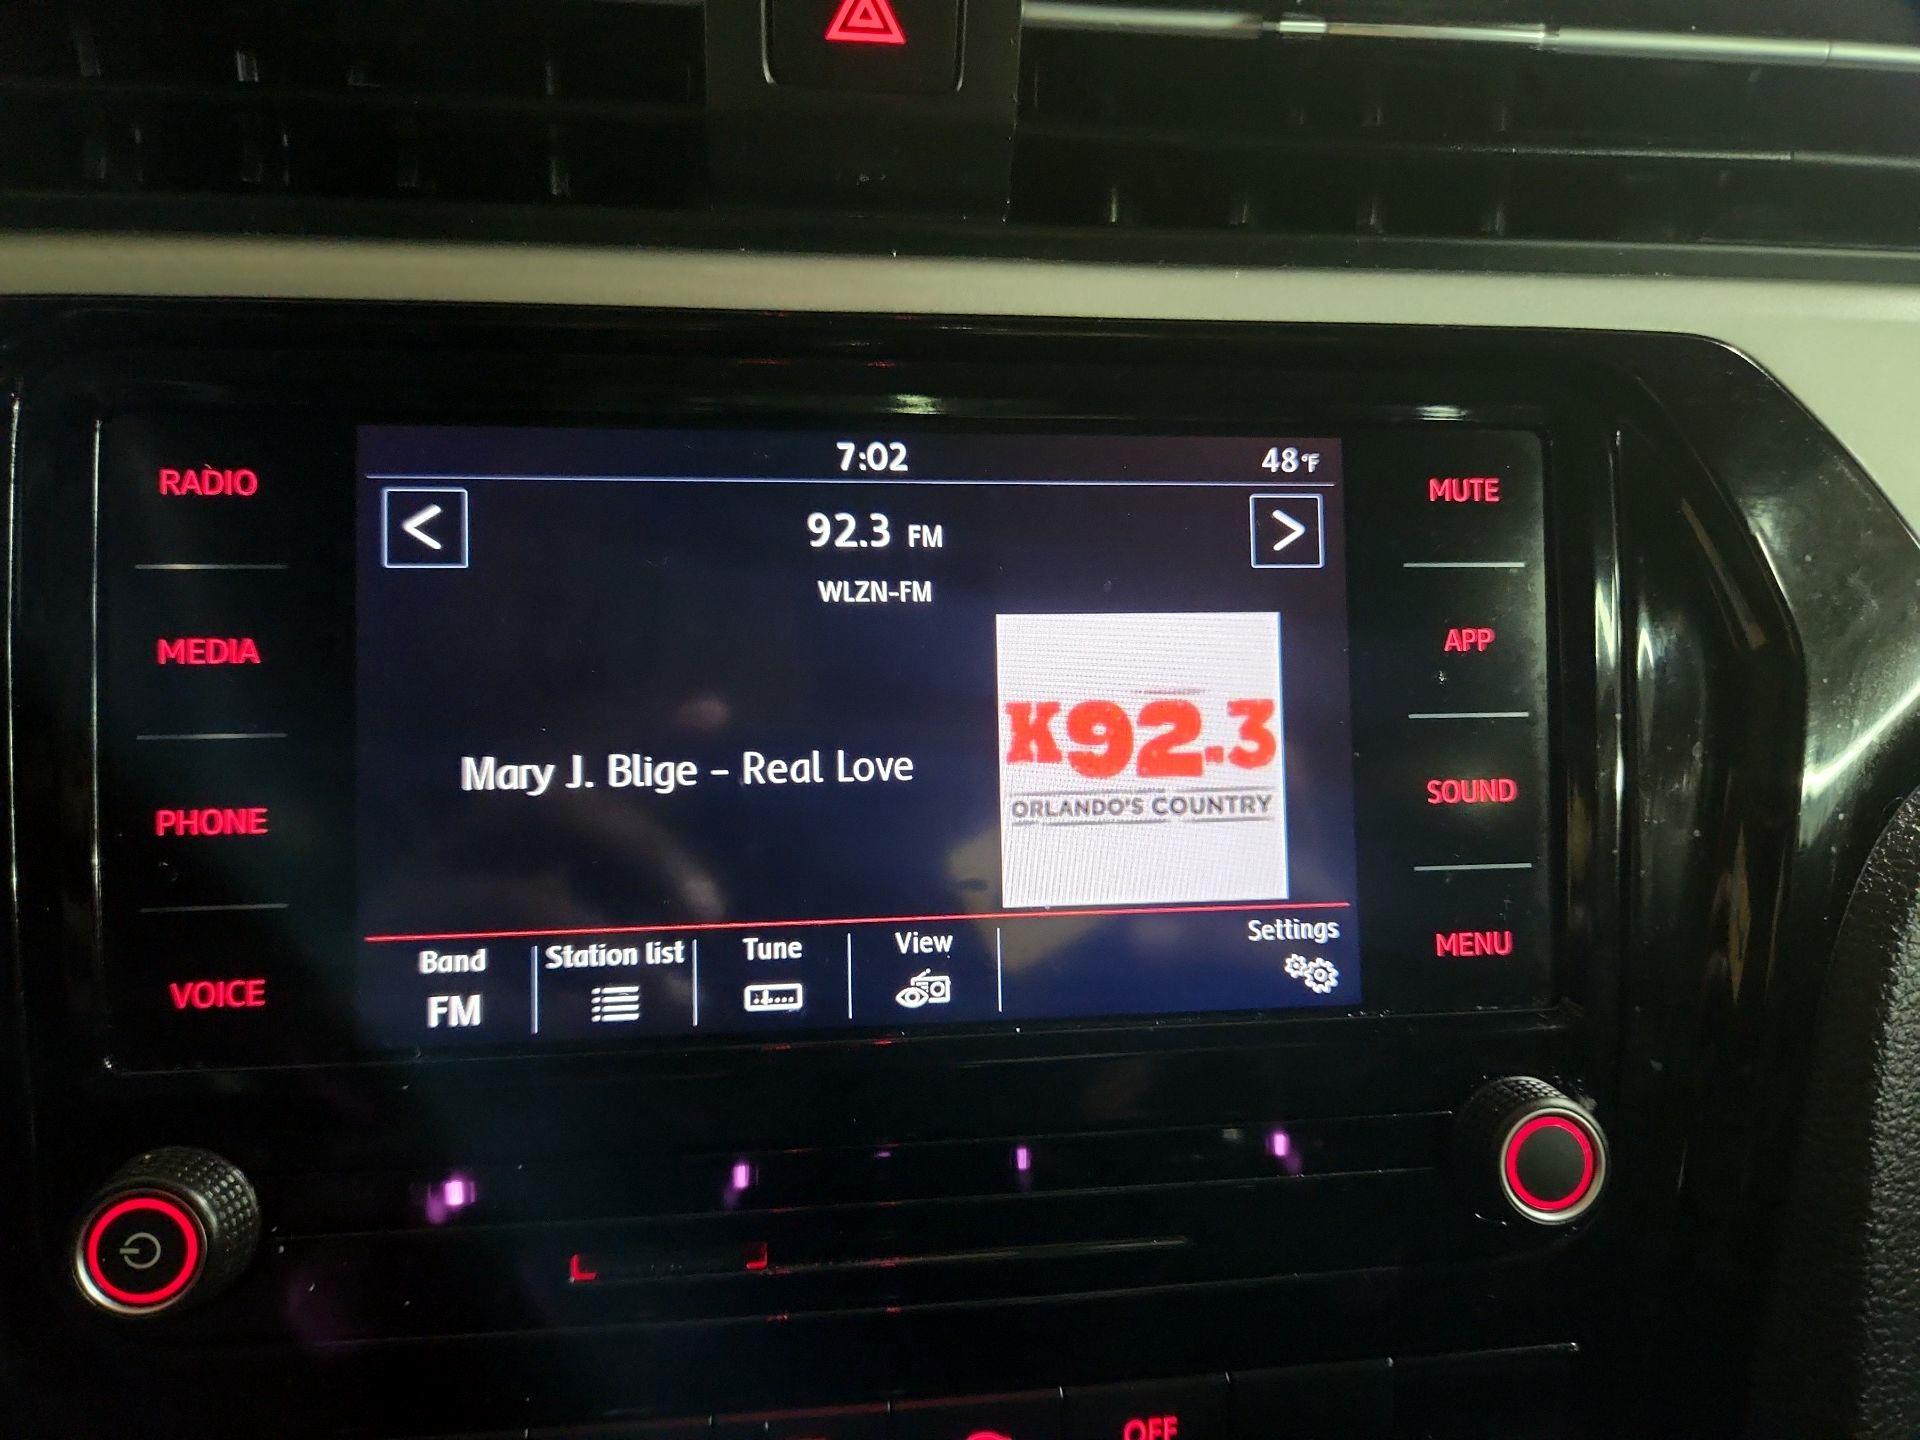 7:02
48°F
<
92.3 FM
>
WLZN-FM
Mary J. Blige - Real Love
K92.3
ORLANDO'S COUNTRY
Band
FM
Station list
Tune
View
Settings
RADIO
MEDIA
PHONE
VOICE
MUTE
APP
SOUND
MENU
OFF